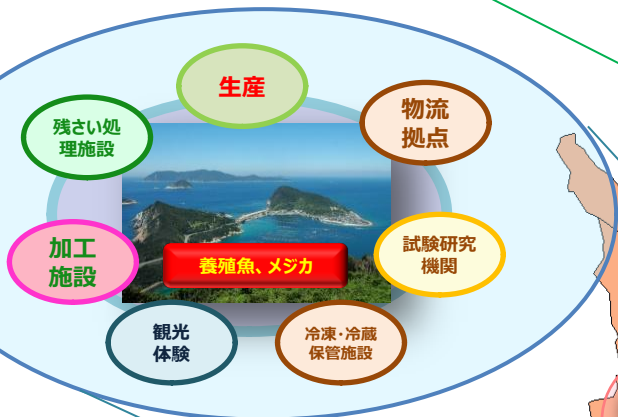 生産
物流
拠点
残さい処
理施設
加工
施設
養殖魚、メジカ
試験研究
機関
観光
体験
冷凍・冷蔵
保管施設